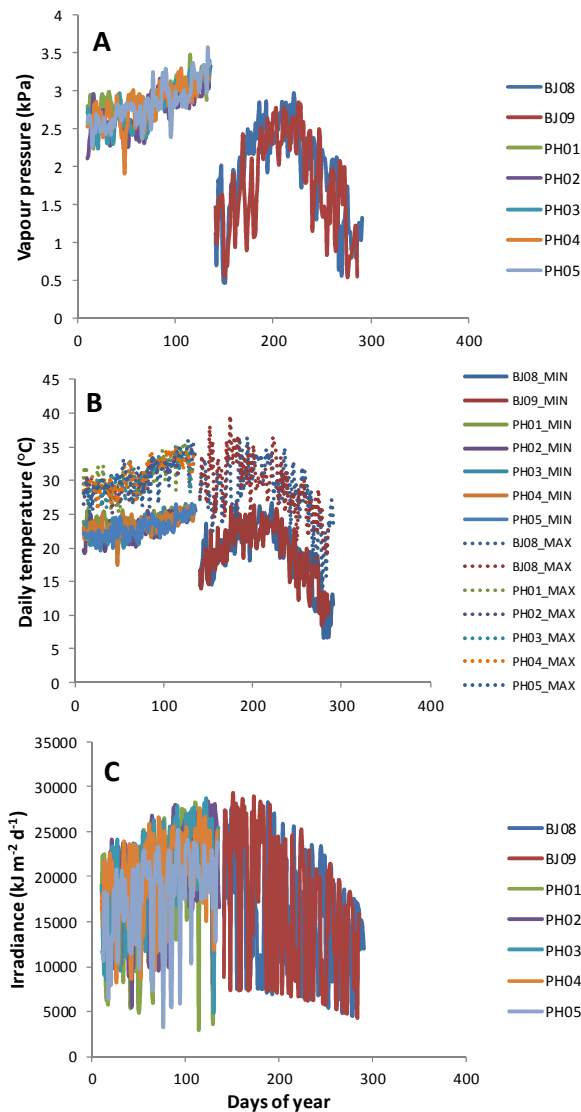 A
Vapour pressure (kPa)
4
3.5
3
2.5
2
1.5
1
0.5
0
0
100
200
300
400
BJ08
BJ09
PH01
PH02
PH03
PH04
PH05
B
Daily temperature (°C)
45
40
35
30
25
20
15
10
5
0
0
100
200
300
400
BJ08_MIN
BJ09_MIN
PH01_MIN
PH02_MIN
PH03_MIN
PH04_MIN
PH05_MIN
BJ08_MAX
BJ08_MAX
PH01_MAX
PH02_MAX
PH03_MAX
PH04_MAX
PH05_MAX
C
Irradiance (kJ m⁻² d⁻¹)
35000
30000
25000
20000
15000
10000
5000
0
0
100
200
300
400
Days of year
BJ08
BJ09
PH01
PH02
PH03
PH04
PH05